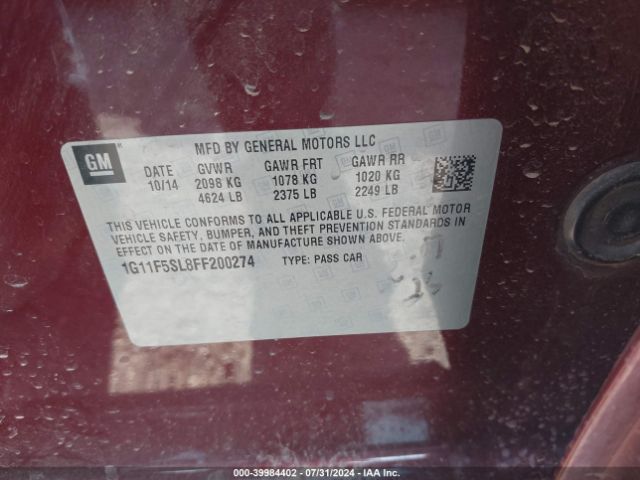 MFD BY GENERAL MOTORS LLC
GM
DATE GVWR GAWR FRT GAWR RR
10/14 2098 KG 1078 KG 1020 KG
4624 LB 2375 LB 2249 LB
THIS VEHICLE CONFORMS TO ALL APPLICABLE U.S. FEDERAL MOTOR
VEHICLE SAFETY, BUMPER, AND THEFT PREVENTION STANDARDS IN
EFFECT ON THE DATE OF MANUFACTURE SHOWN ABOVE.
1G11F5SL8FF200274 TYPE: PASS CAR
000-39984402 - 07/31/2024 - IAA Inc.